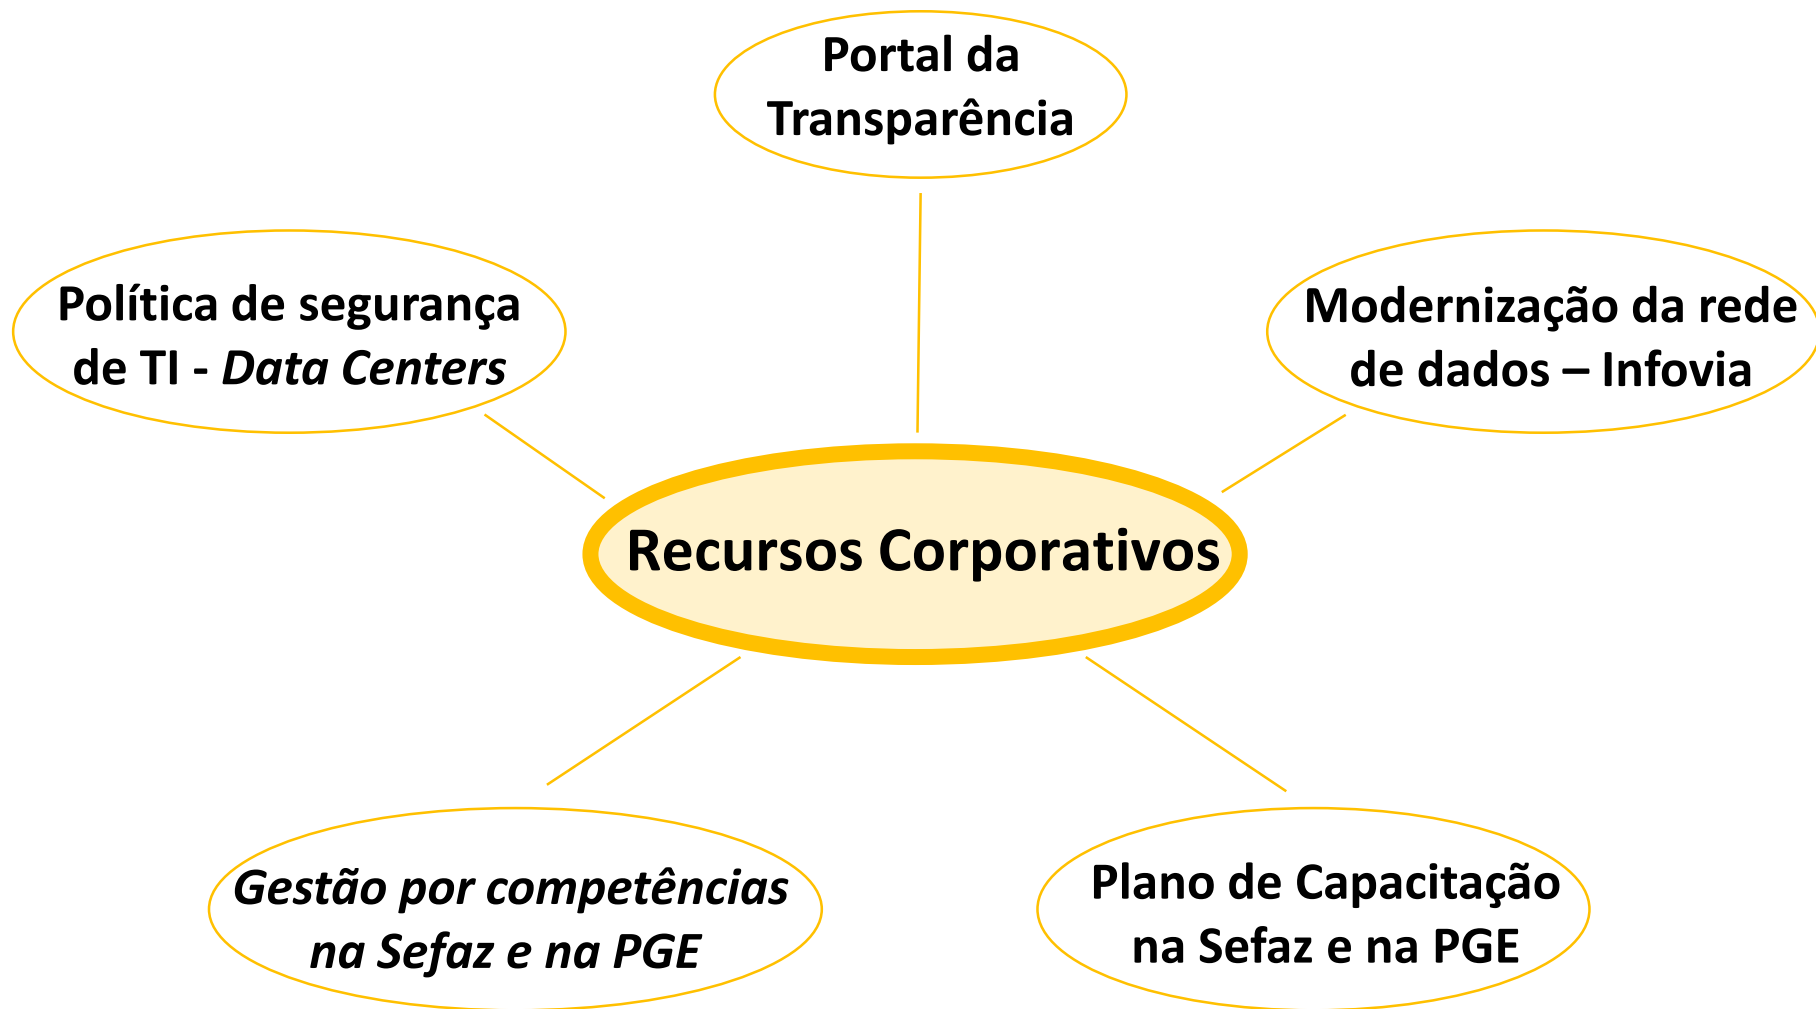 Portal da
Transparência
Política de segurança
de TI - Data Centers
Modernização da rede
de dados – Infovia
Recursos Corporativos
Gestão por competências
na Sefaz e na PGE
Plano de Capacitação
na Sefaz e na PGE